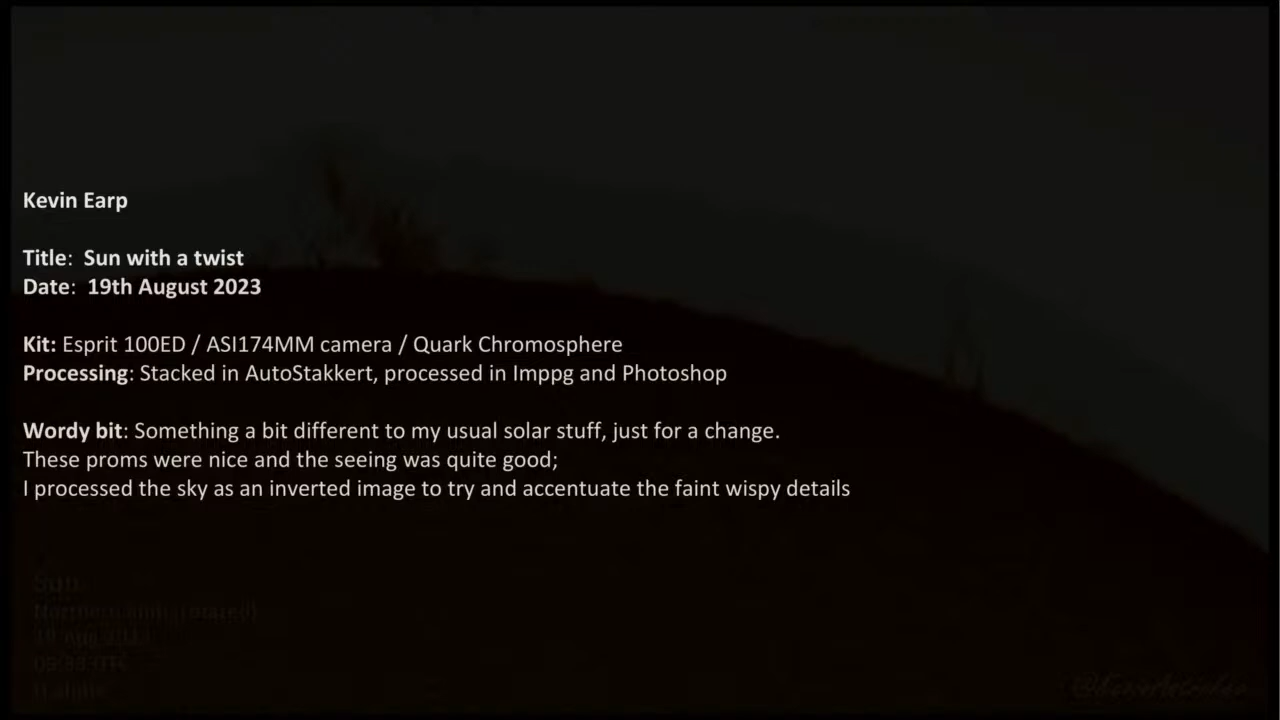 Kevin Earp
Title: Sun with a twist
Date: 19th August 2023
Kit: Esprit 100ED / ASI174MM camera / Quark Chromosphere
Processing: Stacked in AutoStakkert, processed in Imppg and Photoshop
Wordy bit: Something a bit different to my usual solar stuff, just for a change.
These proms were nice and the seeing was quite good;
I processed the sky as an inverted image to try and accentuate the faint wispy details
Sun